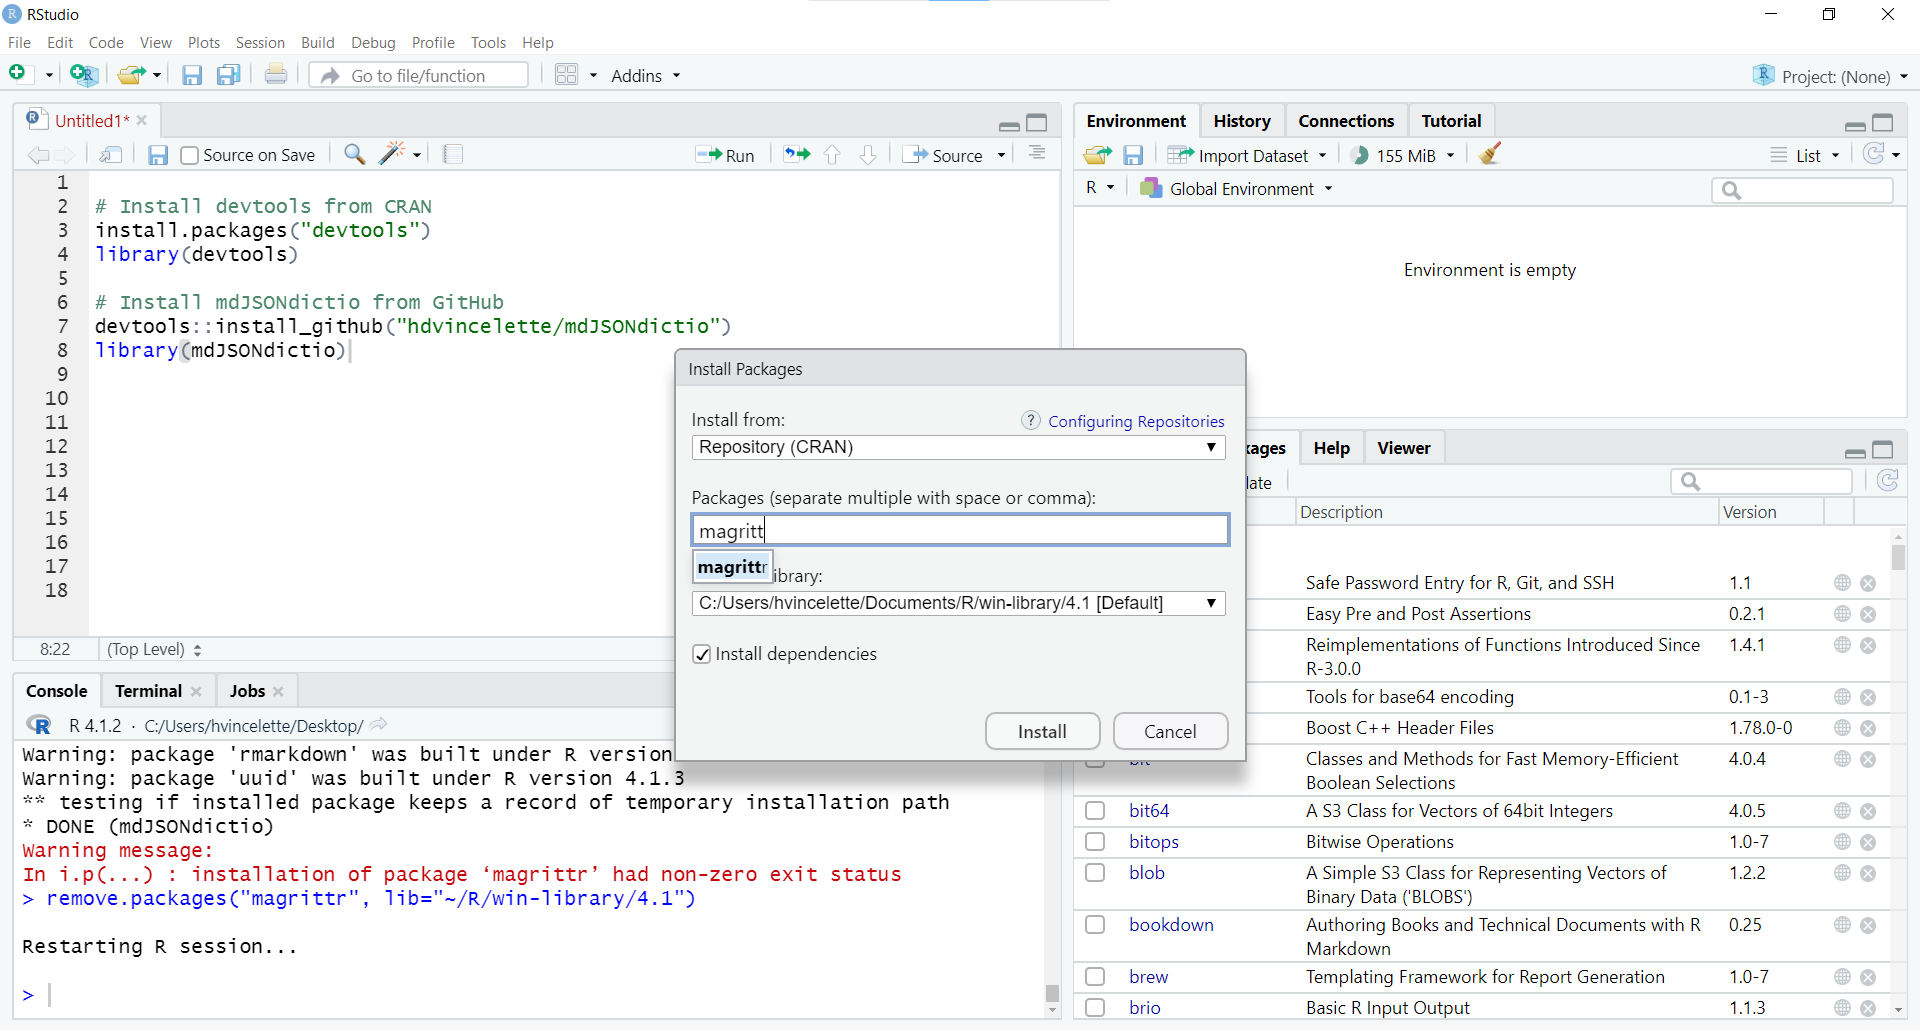 RStudio
File Edit Code View Plots Session Build Debug Profile Tools Help
Go to file/function Addins Project: (None)
Untitled1*
Source on Save Run Source
1
2 # Install devtools from CRAN
3 install.packages("devtools")
4 library(devtools)
5
6 # Install mdJSONdictio from GitHub
7 devtools::install_github("hdvincelette/mdJSONdictio")
8 library(mdJSONdictio)
9
10
11
12
13
14
15
16
17
18
8:22 (Top Level)
Console Terminal Jobs
R 4.1.2 · C:/Users/hvincelette/Desktop/
Warning: package 'rmarkdown' was built under R version
Warning: package 'uuid' was built under R version 4.1.3
** testing if installed package keeps a record of temporary installation path
* DONE (mdJSONdictio)
Warning message:
In i.p(...) : installation of package ‘magrittr’ had non-zero exit status
> remove.packages("magrittr", lib="~/R/win-library/4.1")
Restarting R session...
>
Install Packages
Install from: ? Configuring Repositories
Repository (CRAN)
Packages (separate multiple with space or comma):
magritt
magrittr
ibrary:
C:/Users/hvincelette/Documents/R/win-library/4.1 [Default]
Install dependencies
Install Cancel
Environment History Connections Tutorial
Import Dataset 155 MiB List
R Global Environment
Environment is empty
kages Help Viewer
late
Description Version
Safe Password Entry for R, Git, and SSH 1.1
Easy Pre and Post Assertions 0.2.1
Reimplementations of Functions Introduced Since 1.4.1
R-3.0.0
Tools for base64 encoding 0.1-3
Boost C++ Header Files 1.78.0-0
bit Classes and Methods for Fast Memory-Efficient 4.0.4
Boolean Selections
bit64 A S3 Class for Vectors of 64bit Integers 4.0.5
bitops Bitwise Operations 1.0-7
blob A Simple S3 Class for Representing Vectors of 1.2.2
Binary Data ('BLOBS')
bookdown Authoring Books and Technical Documents with R 0.25
Markdown
brew Templating Framework for Report Generation 1.0-7
brio Basic R Input Output 1.1.3